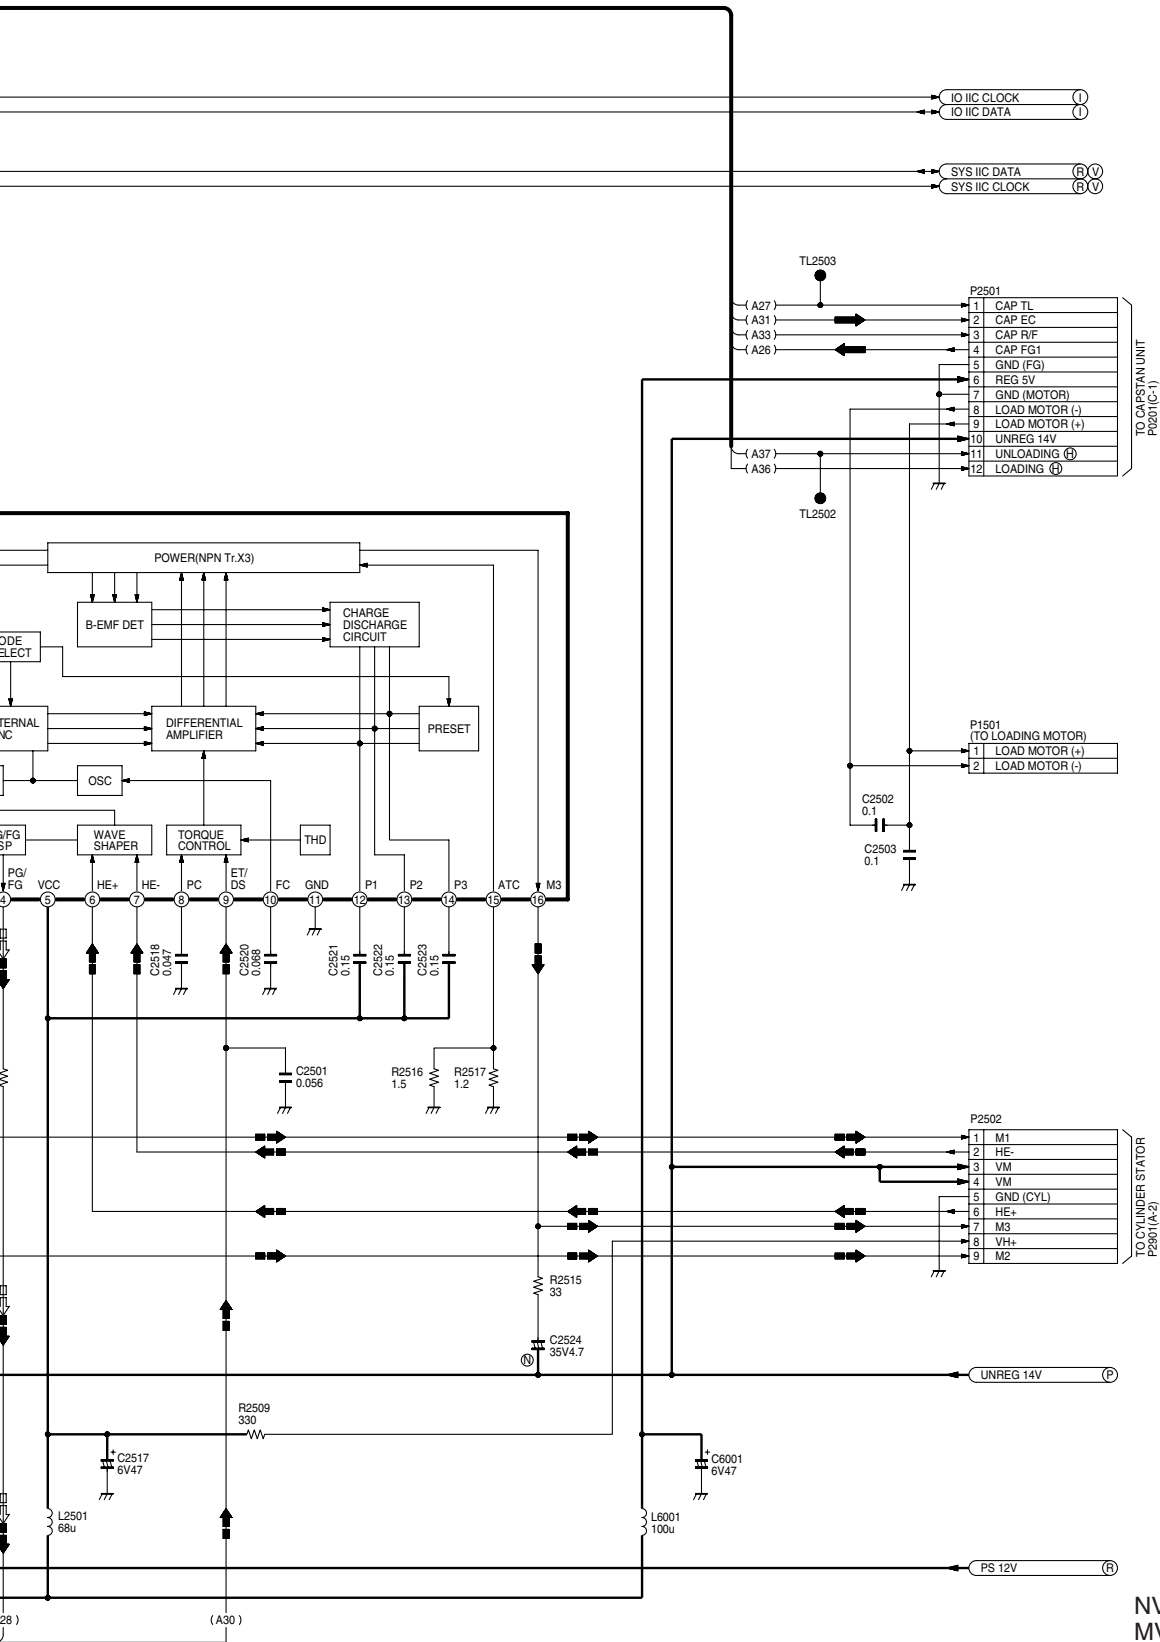 IO IIC CLOCK I
IO IIC DATA I
SYS IIC DATA R V
SYS IIC CLOCK R V
TL2503
P2501
(A27) 1 CAP TL
(A31) 2 CAP EC
(A33) 3 CAP R/F
(A26) 4 CAP FG1
5 GND (FG)
6 REG 5V
7 GND (MOTOR)
8 LOAD MOTOR (-)
9 LOAD MOTOR (+)
10 UNREG 14V
(A37) 11 UNLOADING H
(A36) 12 LOADING H
TO CAPSTAN UNIT
P0201(C-1)
TL2502
POWER(NPN Tr.X3)
B-EMF DET
CHARGE
DISCHARGE
CIRCUIT
ODE
ELECT
TERNAL
NC
DIFFERENTIAL
AMPLIFIER
PRESET
P1501
(TO LOADING MOTOR)
1 LOAD MOTOR (+)
2 LOAD MOTOR (-)
OSC
C2502
0.1
C2503
0.1
G/FG
SP
WAVE
SHAPER
TORQUE
CONTROL
THD
PG/
FG
VCC
HE+
HE-
PC
ET/
DS
FC
GND
P1
P2
P3
ATC
M3
4 5 6 7 8 9 10 11 12 13 14 15 16
C2518
0.047
C2520
0.068
C2521
0.15
C2522
0.15
C2523
0.15
C2501
0.056
R2516
1.5
R2517
1.2
P2502
1 M1
2 HE-
3 VM
4 VM
5 GND (CYL)
6 HE+
7 M3
8 VH+
9 M2
TO CYLINDER STATOR
P2901(A-2)
R2515
33
C2524
35V4.7
N
UNREG 14V P
R2509
330
C2517
+
6V47
C6001
+
6V47
L2501
68u
L6001
100u
PS 12V R
28 )
(A30 )
NV
MV